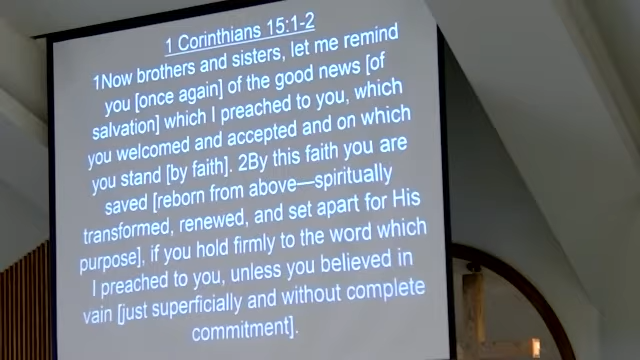 1 Corinthians 15:1-2
1Now brothers and sisters, let me remind
you [once again] of the good news [of
salvation] which I preached to you, which
you welcomed and accepted and on which
you stand [by faith]. 2By this faith you are
saved [reborn from above—spiritually
transformed, renewed, and set apart for His
purpose], if you hold firmly to the word which
I preached to you, unless you believed in
vain [just superficially and without complete
commitment].